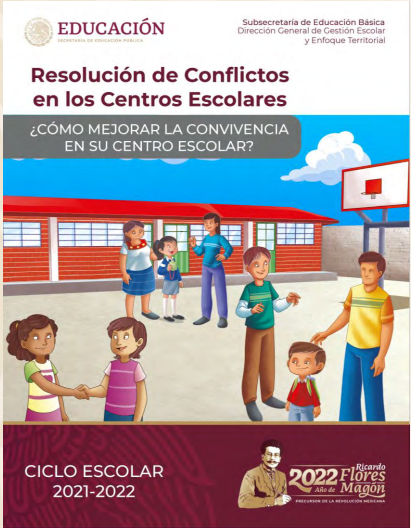 EDUCACIÓN
SECRETARÍA DE EDUCACIÓN PÚBLICA
Subsecretaría de Educación Básica
Dirección General de Gestión Escolar
y Enfoque Territorial
Resolución de Conflictos
en los Centros Escolares
¿CÓMO MEJORAR LA CONVIVENCIA
EN SU CENTRO ESCOLAR?
CICLO ESCOLAR
2021-2022
2022 Ricardo
Flores
Año de Magón
PRECURSOR DE LA REVOLUCIÓN MEXICANA